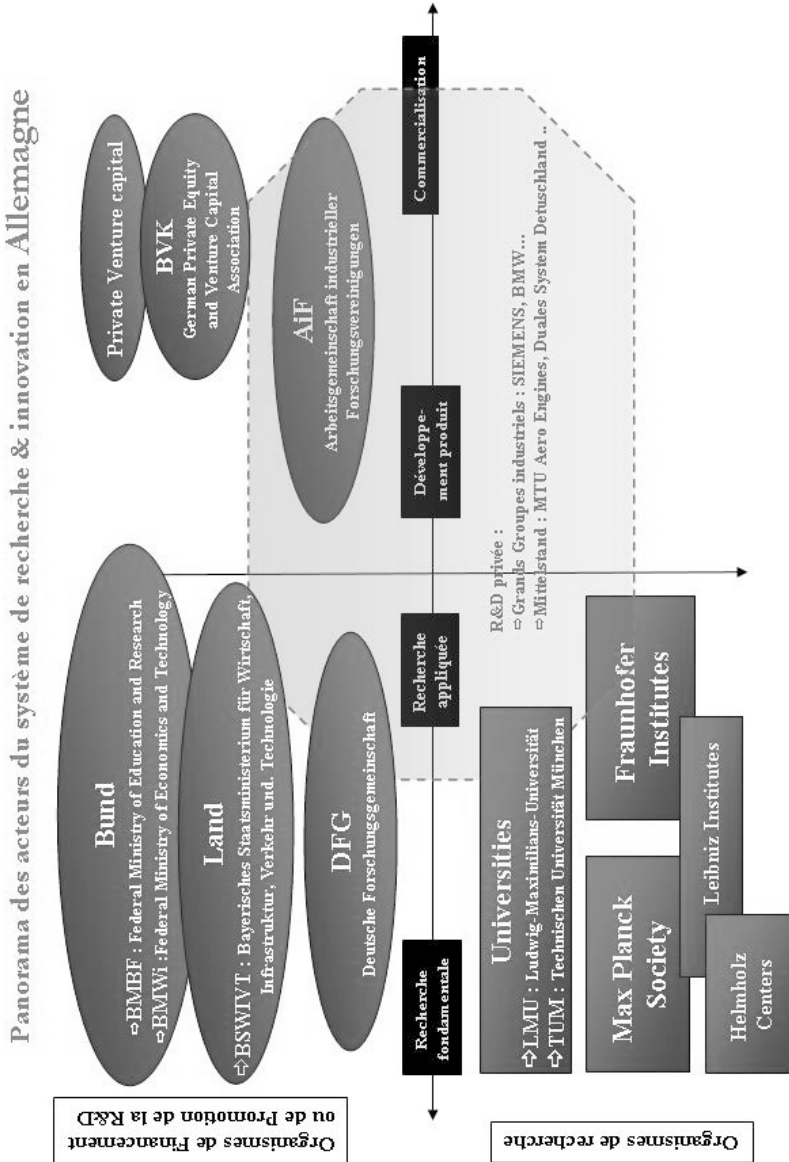 Panorama des acteurs du système de recherche & innovation en Allemagne
Organismes de Financement
ou de Promotion de la R&D
Bund
⇨BMBF : Federal Ministry of Education and Research
⇨BMWi :Federal Ministry of Economics and Technology
Land
⇨BSWIVT : Bayerisches Staatsministerium für Wirtschaft,
Infrastruktur, Verkehr und. Technologie
DFG
Deutsche Forschungsgemeinschaft
Private Venture capital
BVK
German Private Equity
and Venture Capital
Association
AiF
Arbeitsgemeinschaft industrieller
Forschungsvereinigungen
Recherche
fondamentale
Recherche
appliquée
Développe-
ment produit
Commercialisation
Organismes de recherche
Universities
⇨LMU : Ludwig-Maximilians-Universität
⇨TUM : Technischen Universität München
Max Planck
Society
Fraunhofer
Institutes
Leibniz Institutes
Helmholz
Centers
R&D privée :
⇨Grands Groupes industriels : SIEMENS, BMW...
⇨Mittelstand : MTU Aero Engines, Duales System Detuschland ..